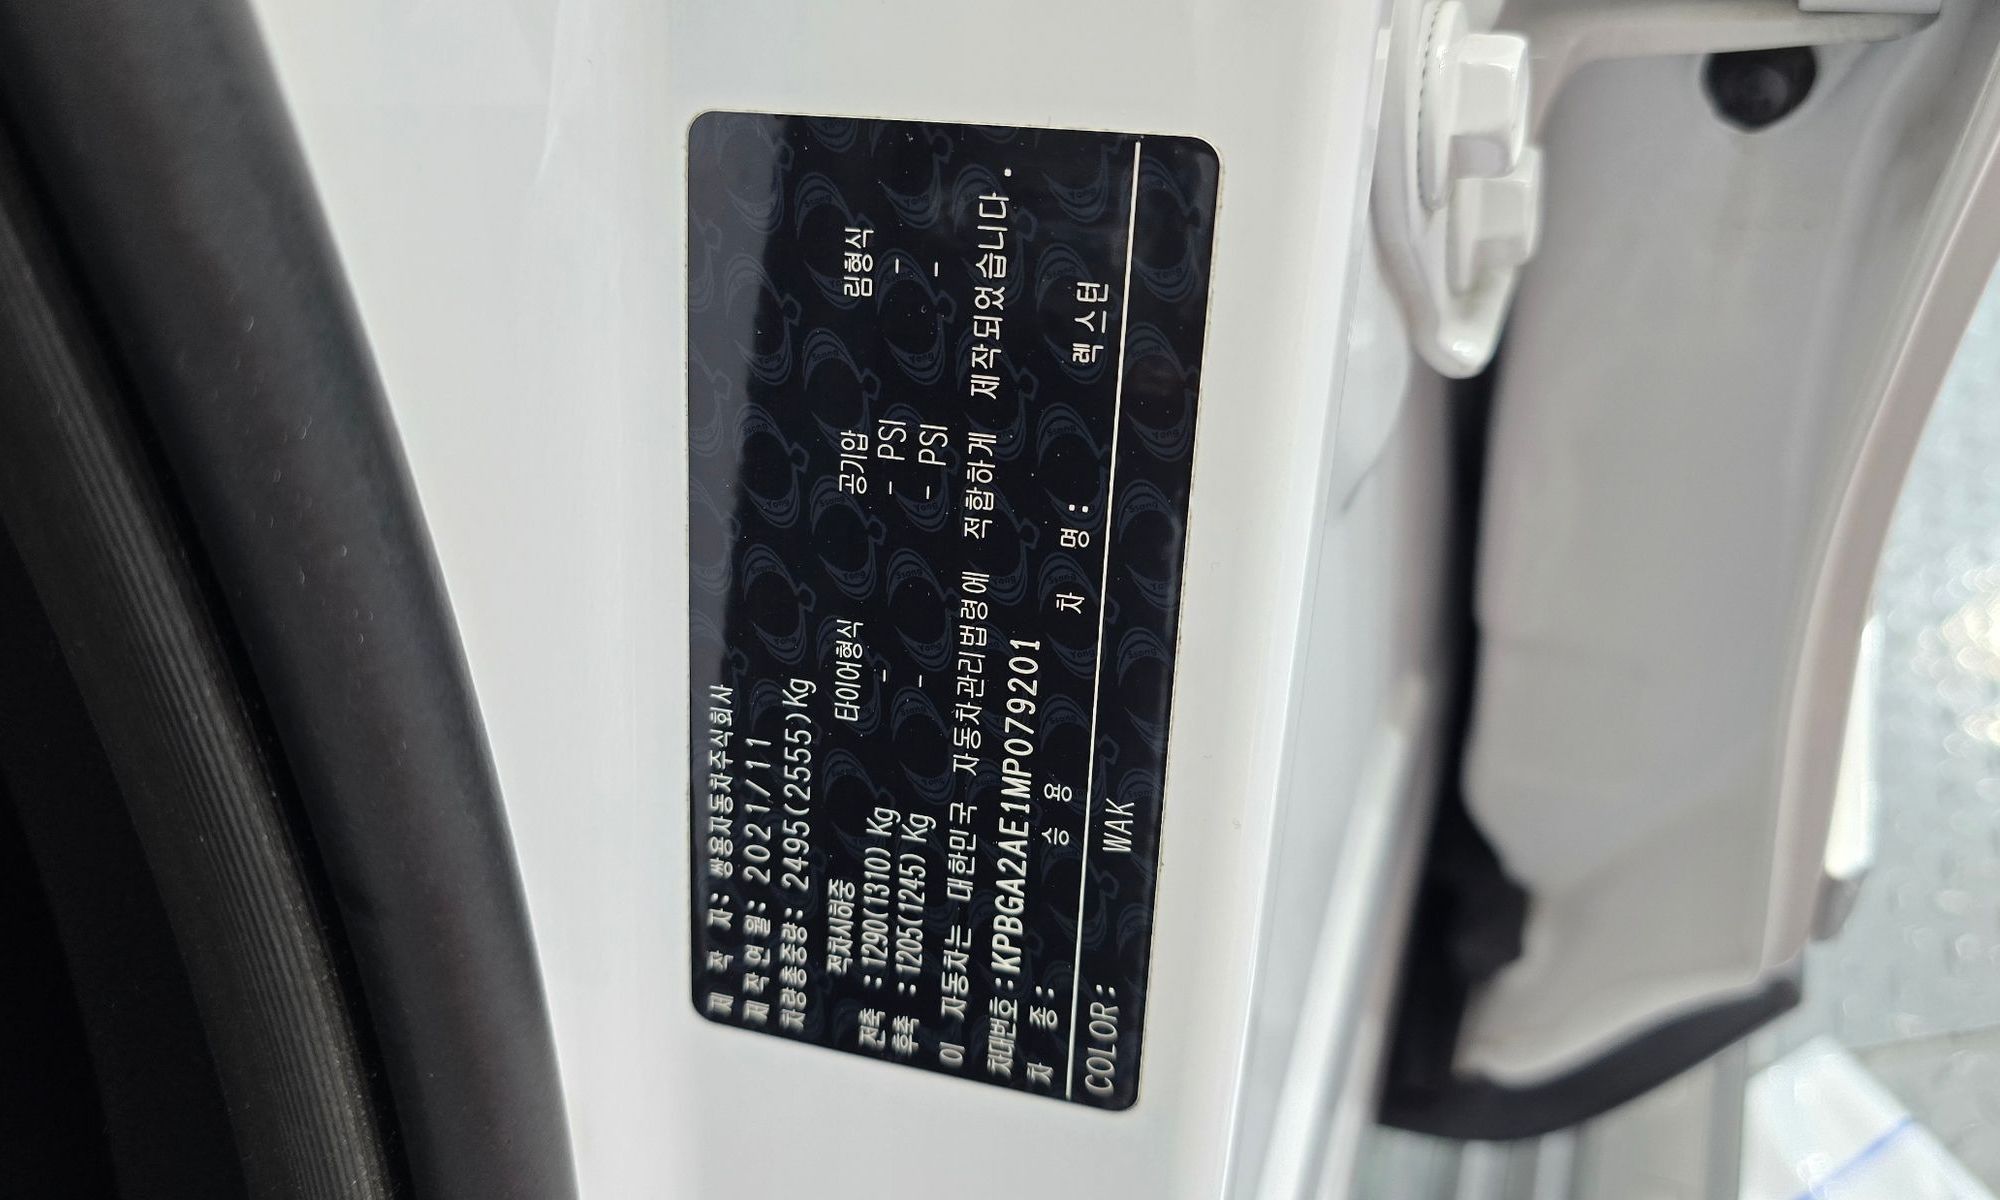 제 작 자: 쌍용자동차주식회사
제 작 연 월: 2021/11
차량총중량: 2495(2555)Kg
적차시하중 타이어형식 공기압 림형식
전축 : 1290(1310) Kg - - PSI -
후축 : 1205(1245) Kg - - PSI -
이 자동차는 대한민국 자동차관리법령에 적합하게 제작되었습니다.
차대번호: KPBGA2AE1MP079201
차 종: 승 용 차 명: 렉스턴
COLOR: WAK